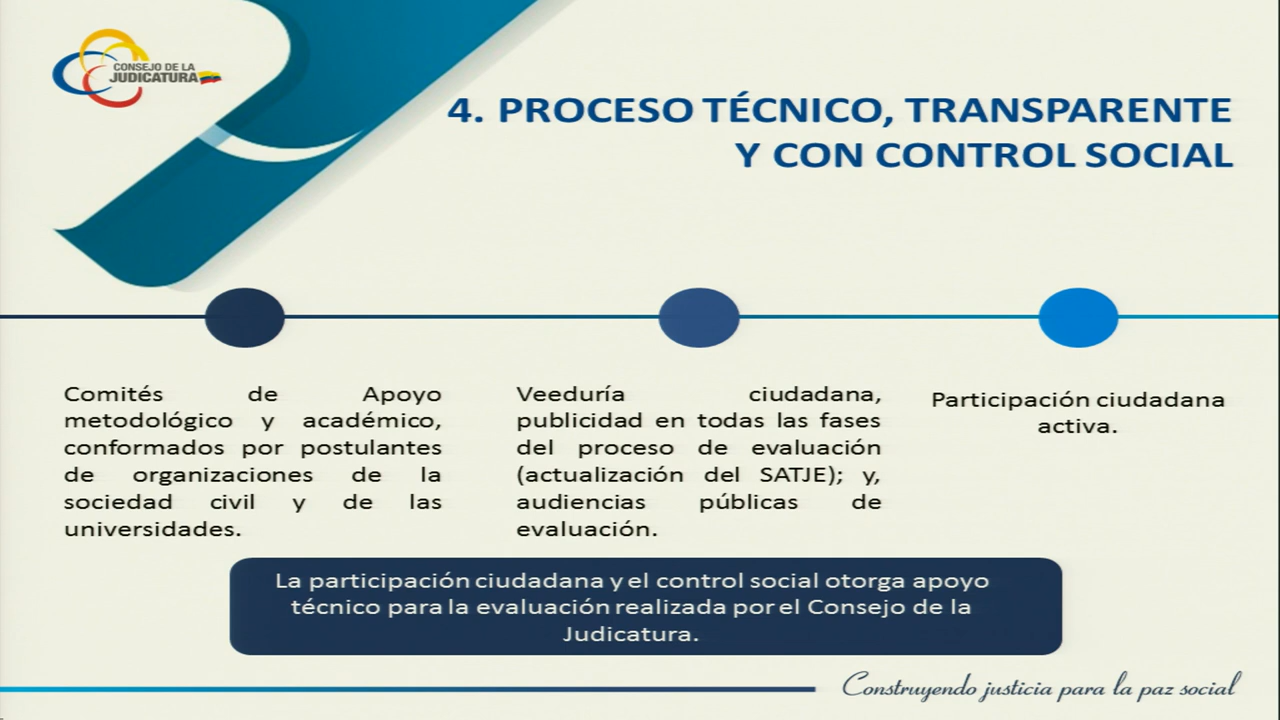 CONSEJO DE LA
JUDICATURA
4. PROCESO TÉCNICO, TRANSPARENTE
Y CON CONTROL SOCIAL
Comités de Apoyo
metodológico y académico,
conformados por postulantes
de organizaciones de la
sociedad civil y de las
universidades.
Veeduría ciudadana,
publicidad en todas las fases
del proceso de evaluación
(actualización del SATJE); y,
audiencias públicas de
evaluación.
Participación ciudadana
activa.
La participación ciudadana y el control social otorga apoyo
técnico para la evaluación realizada por el Consejo de la
Judicatura.
Construyendo justicia para la paz social